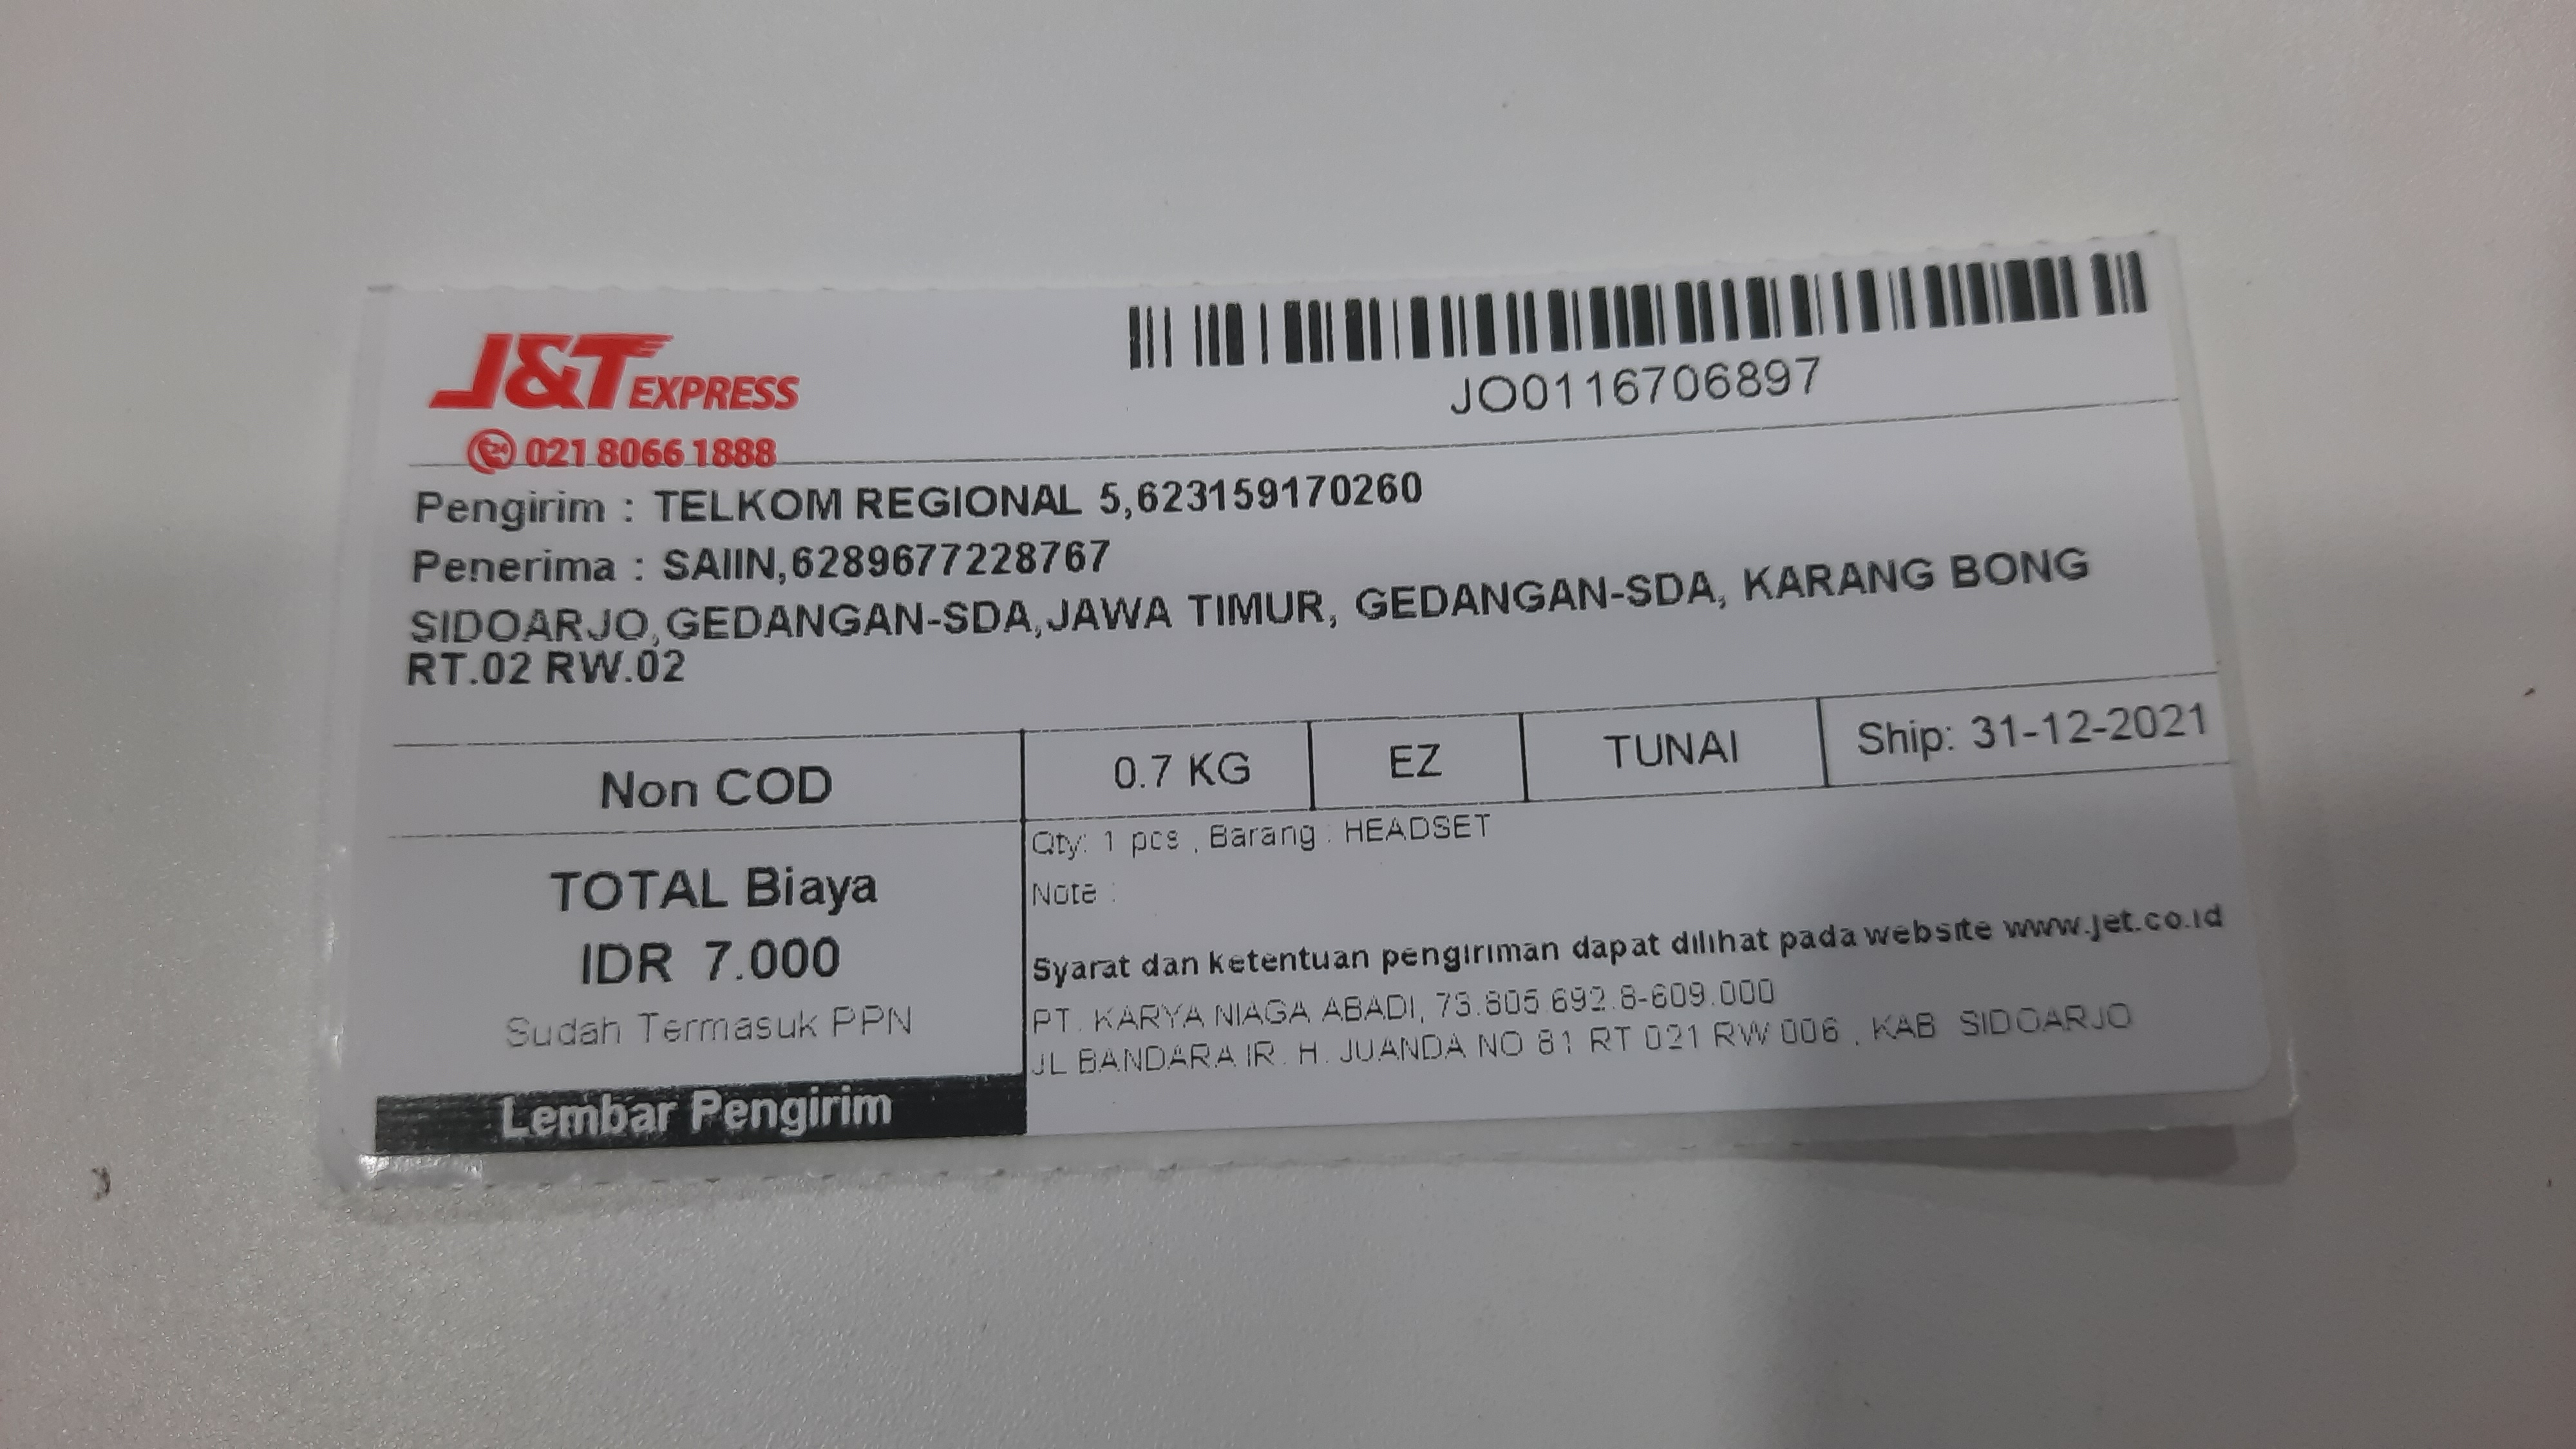 J&T EXPRESS
021 8066 1888
JO0116706897
Pengirim : TELKOM REGIONAL 5,623159170260
Penerima : SAIIN,6289677228767
SIDOARJO,GEDANGAN-SDA,JAWA TIMUR, GEDANGAN-SDA, KARANG BONG
RT.02 RW.02
Non COD
0.7 KG
EZ
TUNAI
Ship: 31-12-2021
TOTAL Biaya
IDR 7.000
Sudah Termasuk PPN
Lembar Pengirim
Qty: 1 pcs , Barang : HEADSET
Note :
Syarat dan ketentuan pengiriman dapat dilihat pada website www.jet.co.id
PT. KARYA NIAGA ABADI, 73.805.692.8-609.000
JL BANDARA IR. H. JUANDA NO 81 RT 021 RW 006 , KAB SIDOARJO